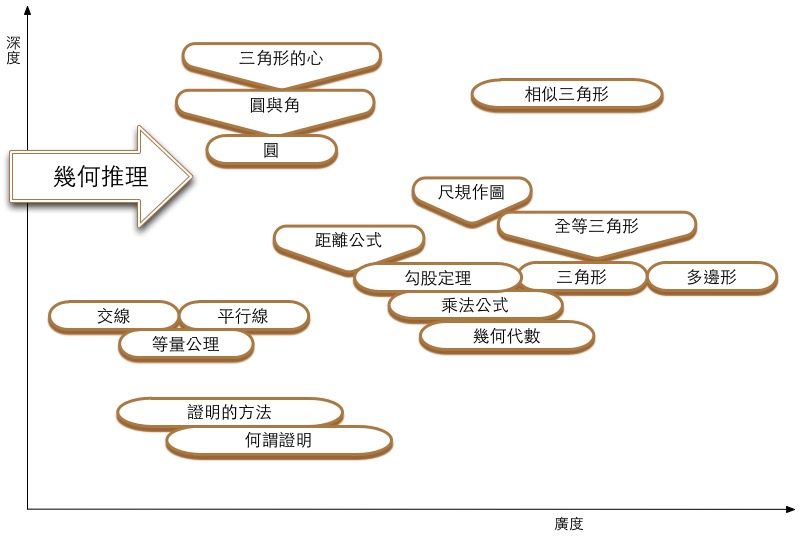 深度
三角形的心
相似三角形
圓與角
圓
幾何推理
尺規作圖
全等三角形
距離公式
勾股定理
三角形
多邊形
乘法公式
交線
平行線
幾何代數
等量公理
證明的方法
何謂證明
廣度